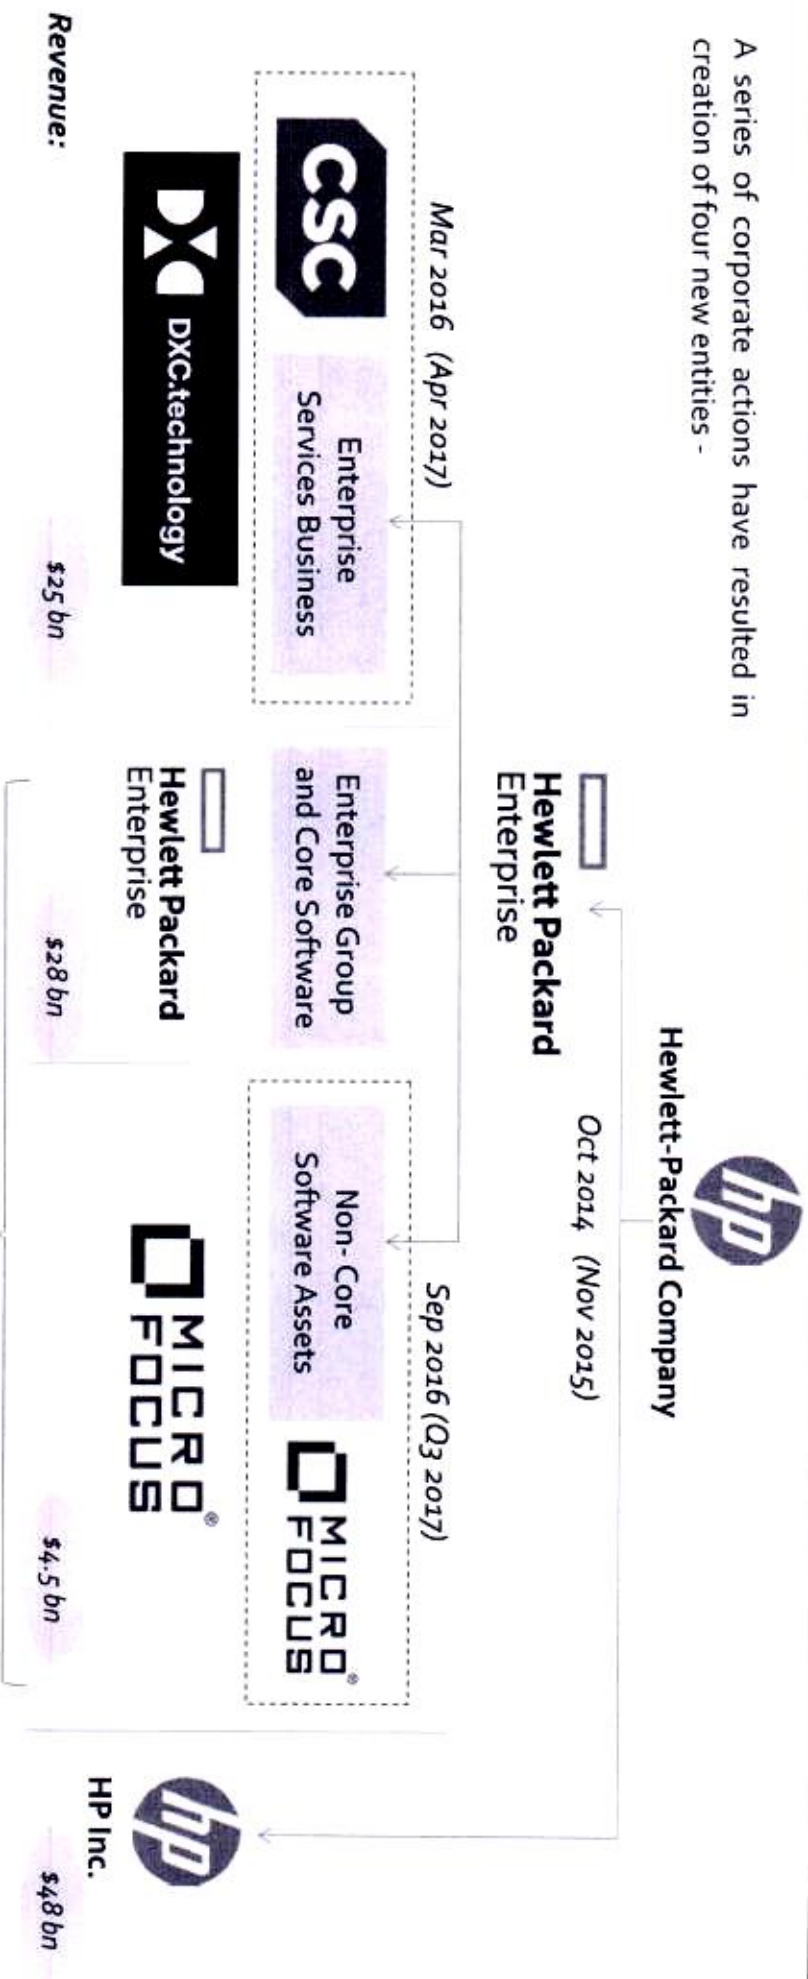 A series of corporate actions have resulted in
creation of four new entities -
hp
Hewlett-Packard Company
Oct 2014 (Nov 2015)
Hewlett Packard
Enterprise
Mar 2016 (Apr 2017)
Sep 2016 (Q3 2017)
CSC
Enterprise
Services Business
Enterprise Group
and Core Software
Non- Core
Software Assets
MICRO
FOCUS®
DXC.technology
Hewlett Packard
Enterprise
MICRO
FOCUS®
hp
HP Inc.
Revenue:
$25 bn
$28 bn
$4.5 bn
$48 bn